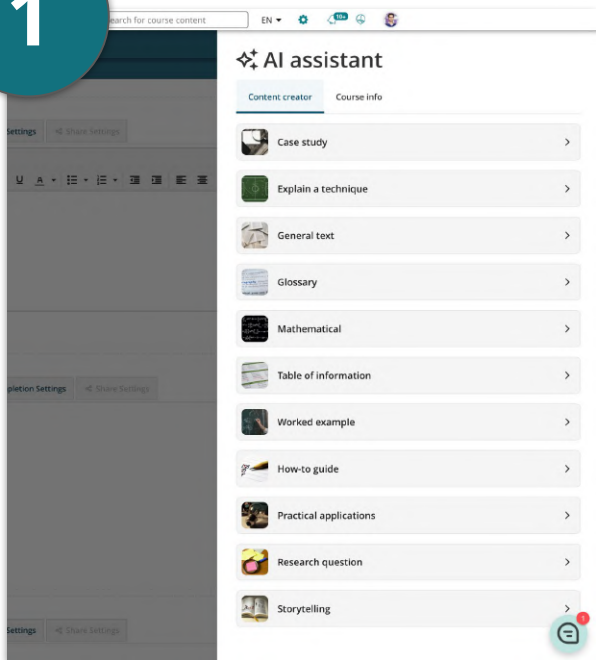 1
earch for course content
EN
10+
AI assistant
Content creator
Course info
Settings
Share Settings
U A
Case study
Explain a technique
General text
Glossary
Mathematical
Table of information
pletion Settings
Share Settings
Worked example
How-to guide
Practical applications
Research question
Storytelling
1
Settings
Share Settings